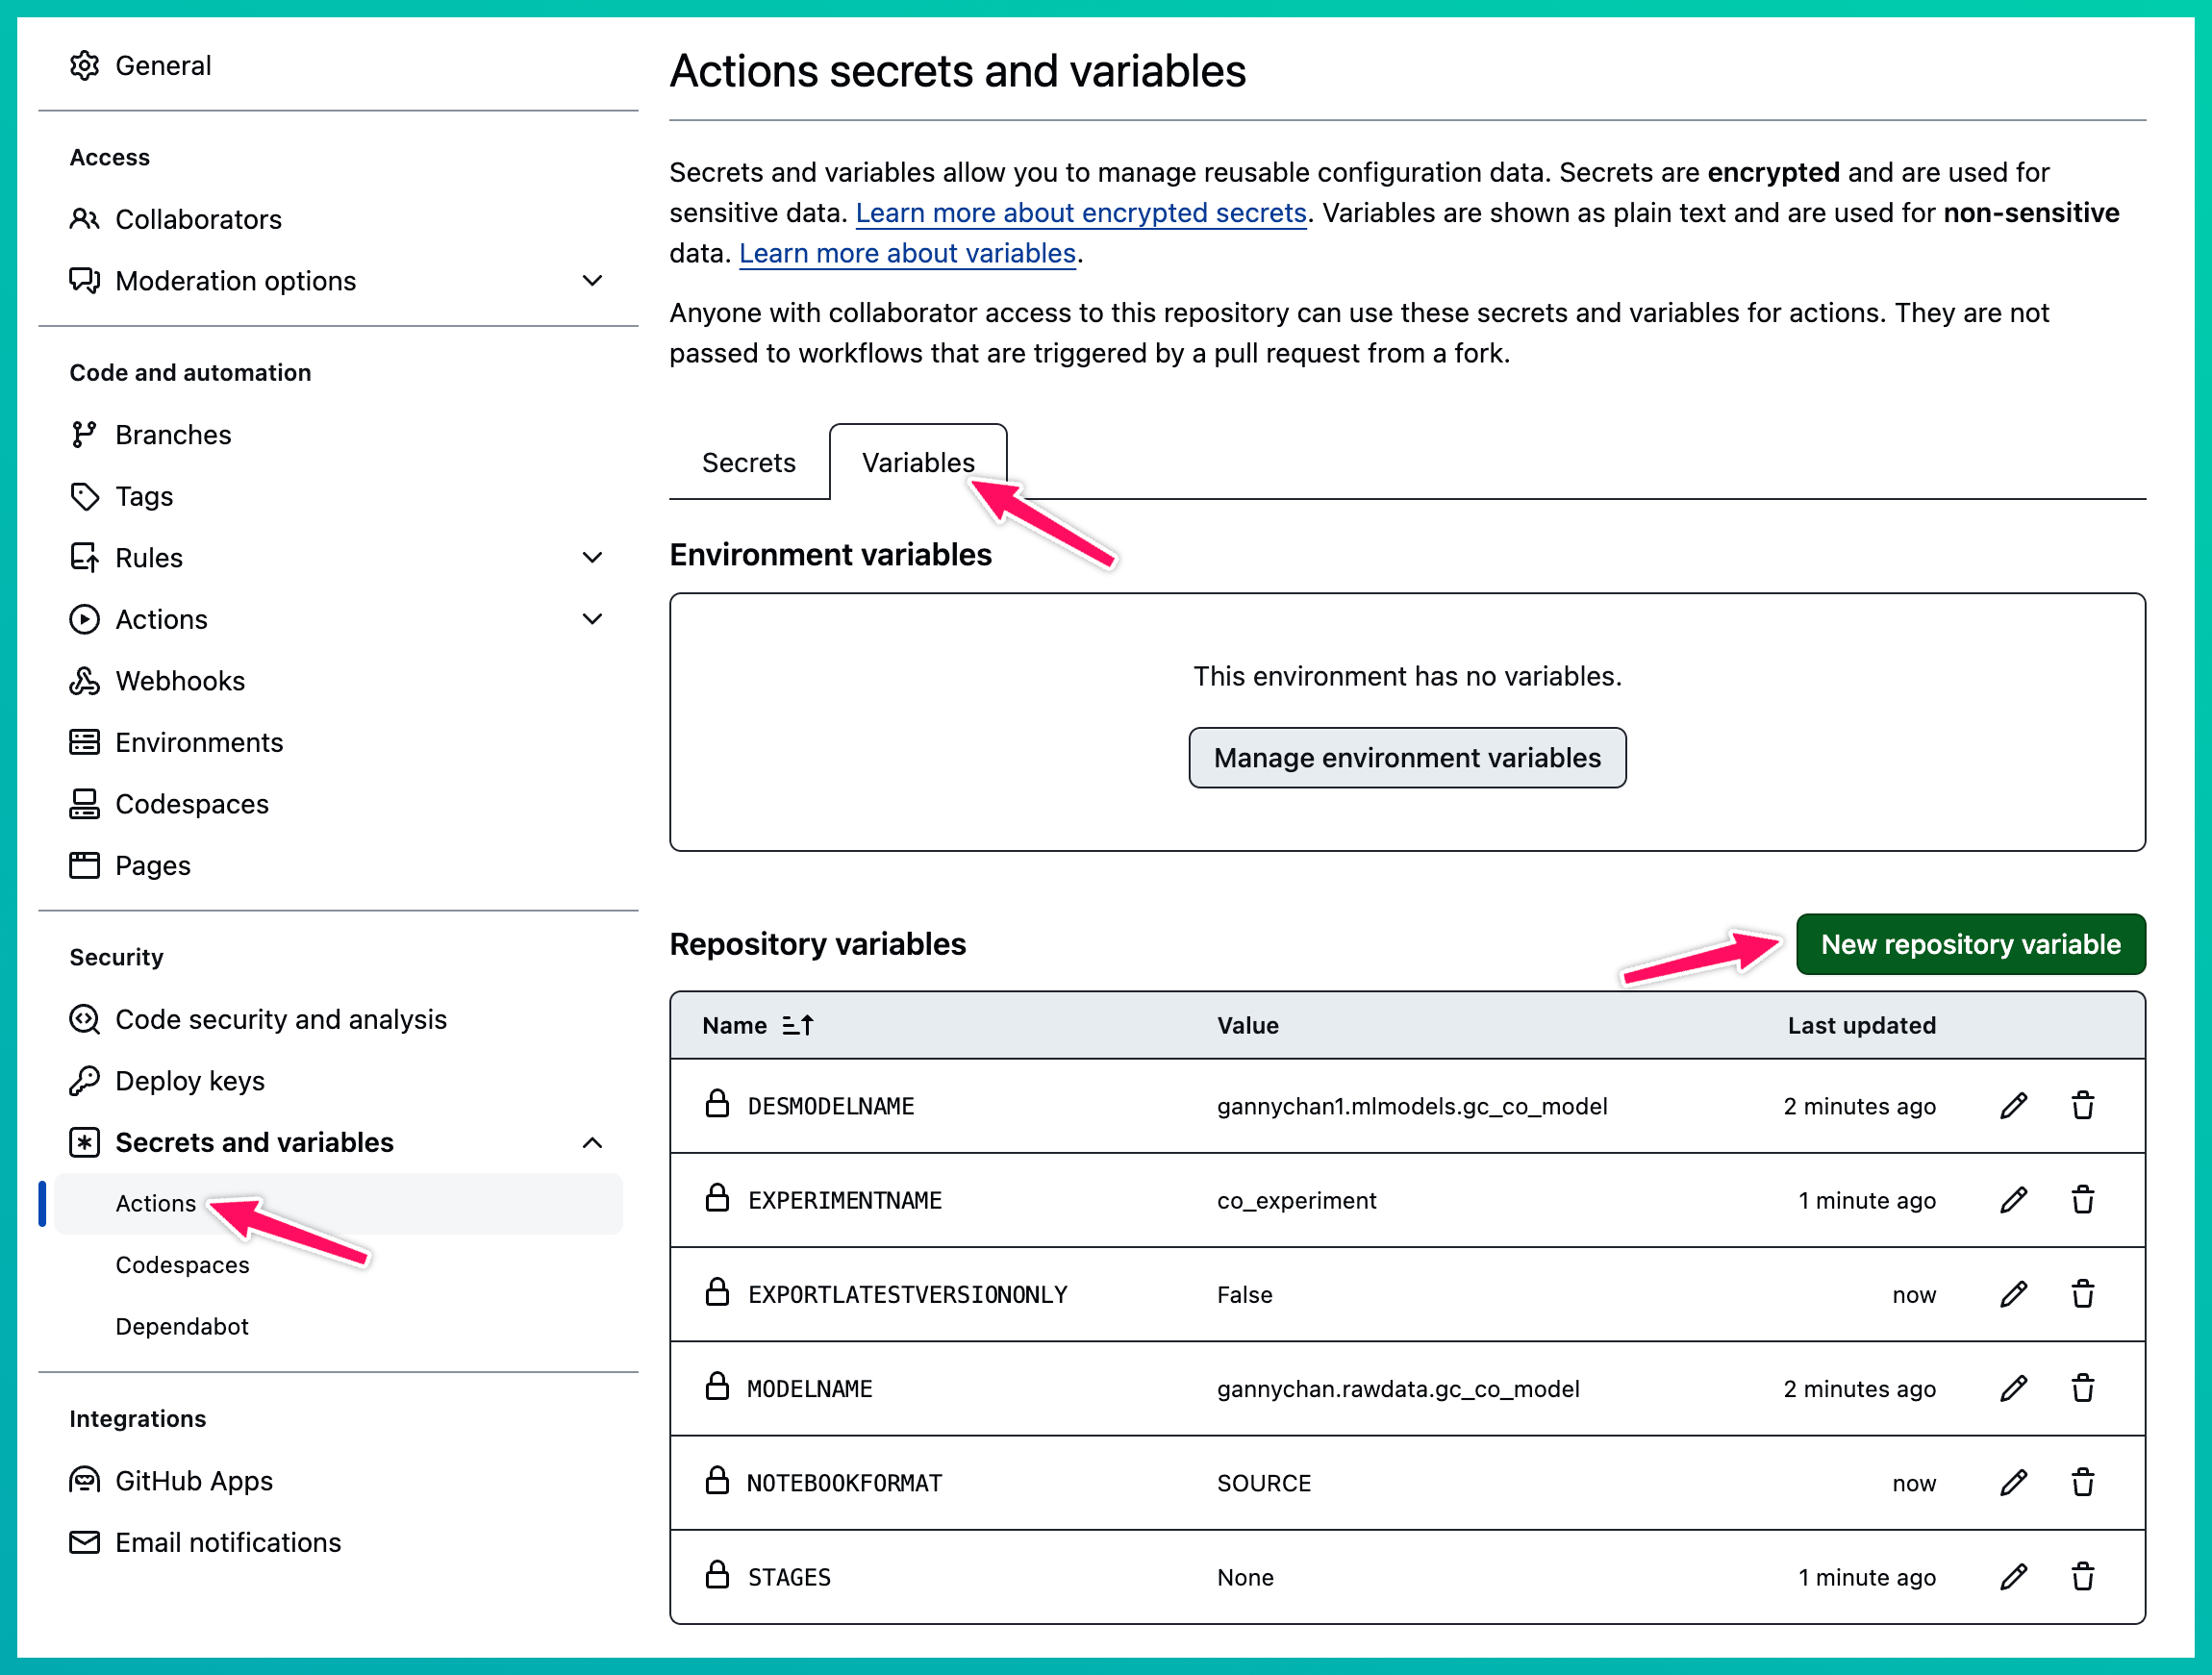 General
Access
Collaborators
Moderation options
Code and automation
Branches
Tags
Rules
Actions
Webhooks
Environments
Codespaces
Pages
Security
Code security and analysis
Deploy keys
Secrets and variables
Actions
Codespaces
Dependabot
Integrations
GitHub Apps
Email notifications
Actions secrets and variables
Secrets and variables allow you to manage reusable configuration data. Secrets are encrypted and are used for
sensitive data. Learn more about encrypted secrets. Variables are shown as plain text and are used for non-sensitive
data. Learn more about variables.
Anyone with collaborator access to this repository can use these secrets and variables for actions. They are not
passed to workflows that are triggered by a pull request from a fork.
Secrets Variables
Environment variables
This environment has no variables.
Manage environment variables
Repository variables New repository variable
Name Value Last updated
DESMODELNAME gannychan1.mlmodels.gc_co_model 2 minutes ago
EXPERIMENTNAME co_experiment 1 minute ago
EXPORTLATESTVERSIONONLY False now
MODELNAME gannychan.rawdata.gc_co_model 2 minutes ago
NOTEBOOKFORMAT SOURCE now
STAGES None 1 minute ago